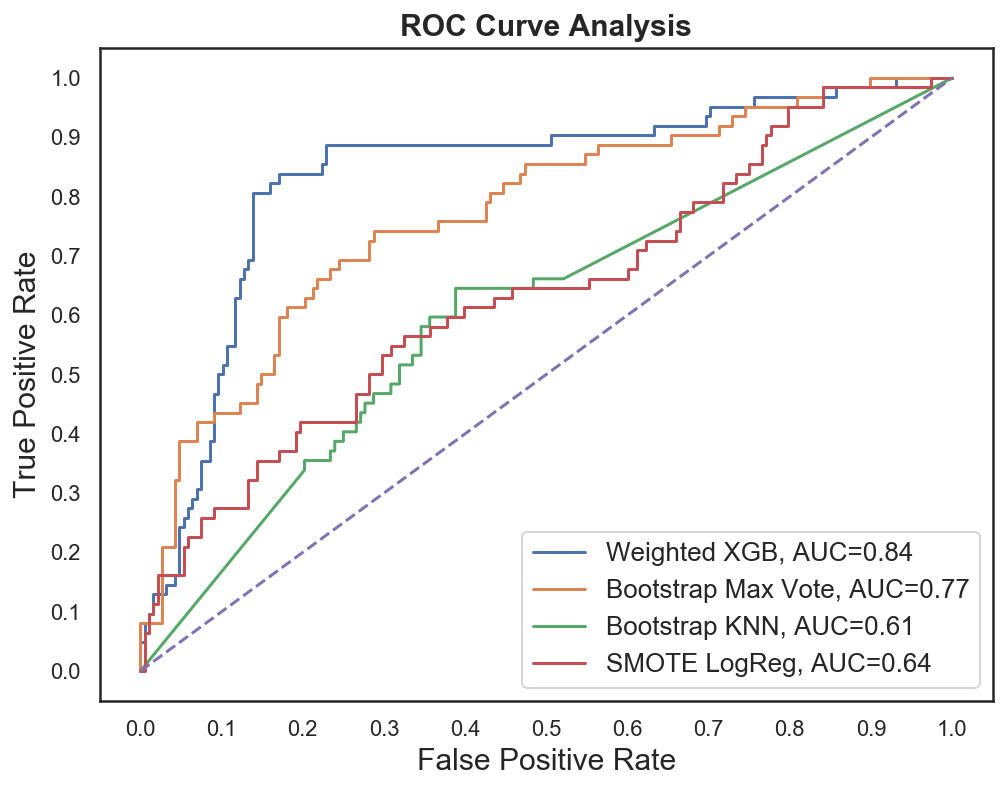 ROC Curve Analysis
True Positive Rate
1.0
0.9
0.8
0.7
0.6
0.5
0.4
0.3
0.2
0.1
0.0
Weighted XGB, AUC=0.84
Bootstrap Max Vote, AUC=0.77
Bootstrap KNN, AUC=0.61
SMOTE LogReg, AUC=0.64
0.0 0.1 0.2 0.3 0.4 0.5 0.6 0.7 0.8 0.9 1.0
False Positive Rate